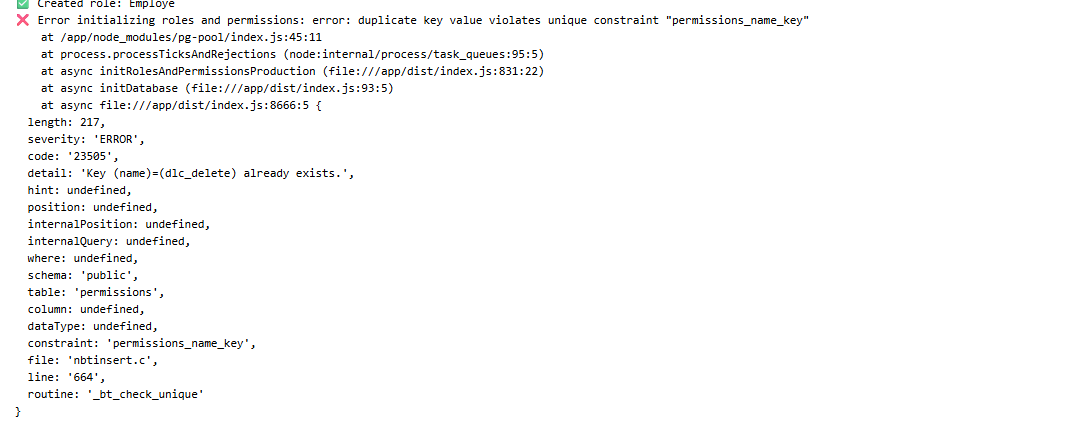 ✅ Created role: Employe
❌ Error initializing roles and permissions: error: duplicate key value violates unique constraint "permissions_name_key"
at /app/node_modules/pg-pool/index.js:45:11
at process.processTicksAndRejections (node:internal/process/task_queues:95:5)
at async initRolesAndPermissionsProduction (file:///app/dist/index.js:831:22)
at async initDatabase (file:///app/dist/index.js:93:5)
at async file:///app/dist/index.js:8666:5 {
length: 217,
severity: 'ERROR',
code: '23505',
detail: 'Key (name)=(dlc_delete) already exists.',
hint: undefined,
position: undefined,
internalPosition: undefined,
internalQuery: undefined,
where: undefined,
schema: 'public',
table: 'permissions',
column: undefined,
dataType: undefined,
constraint: 'permissions_name_key',
file: 'nbtinsert.c',
line: '664',
routine: '_bt_check_unique'
}